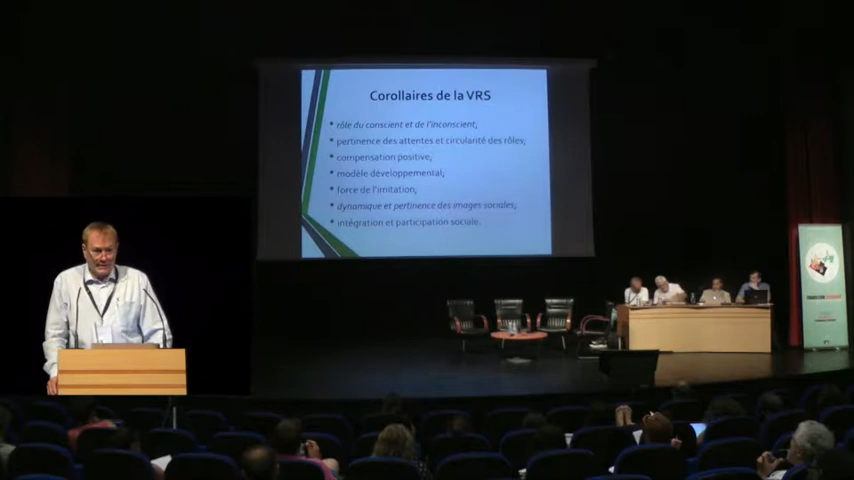 Corollaires de la VRS
• rôle du conscient et de l'inconscient;
• pertinence des attentes et circularité des rôles;
• compensation positive;
• modèle développemental;
• force de l'imitation;
• dynamique et pertinence des images sociales;
• intégration et participation sociale.